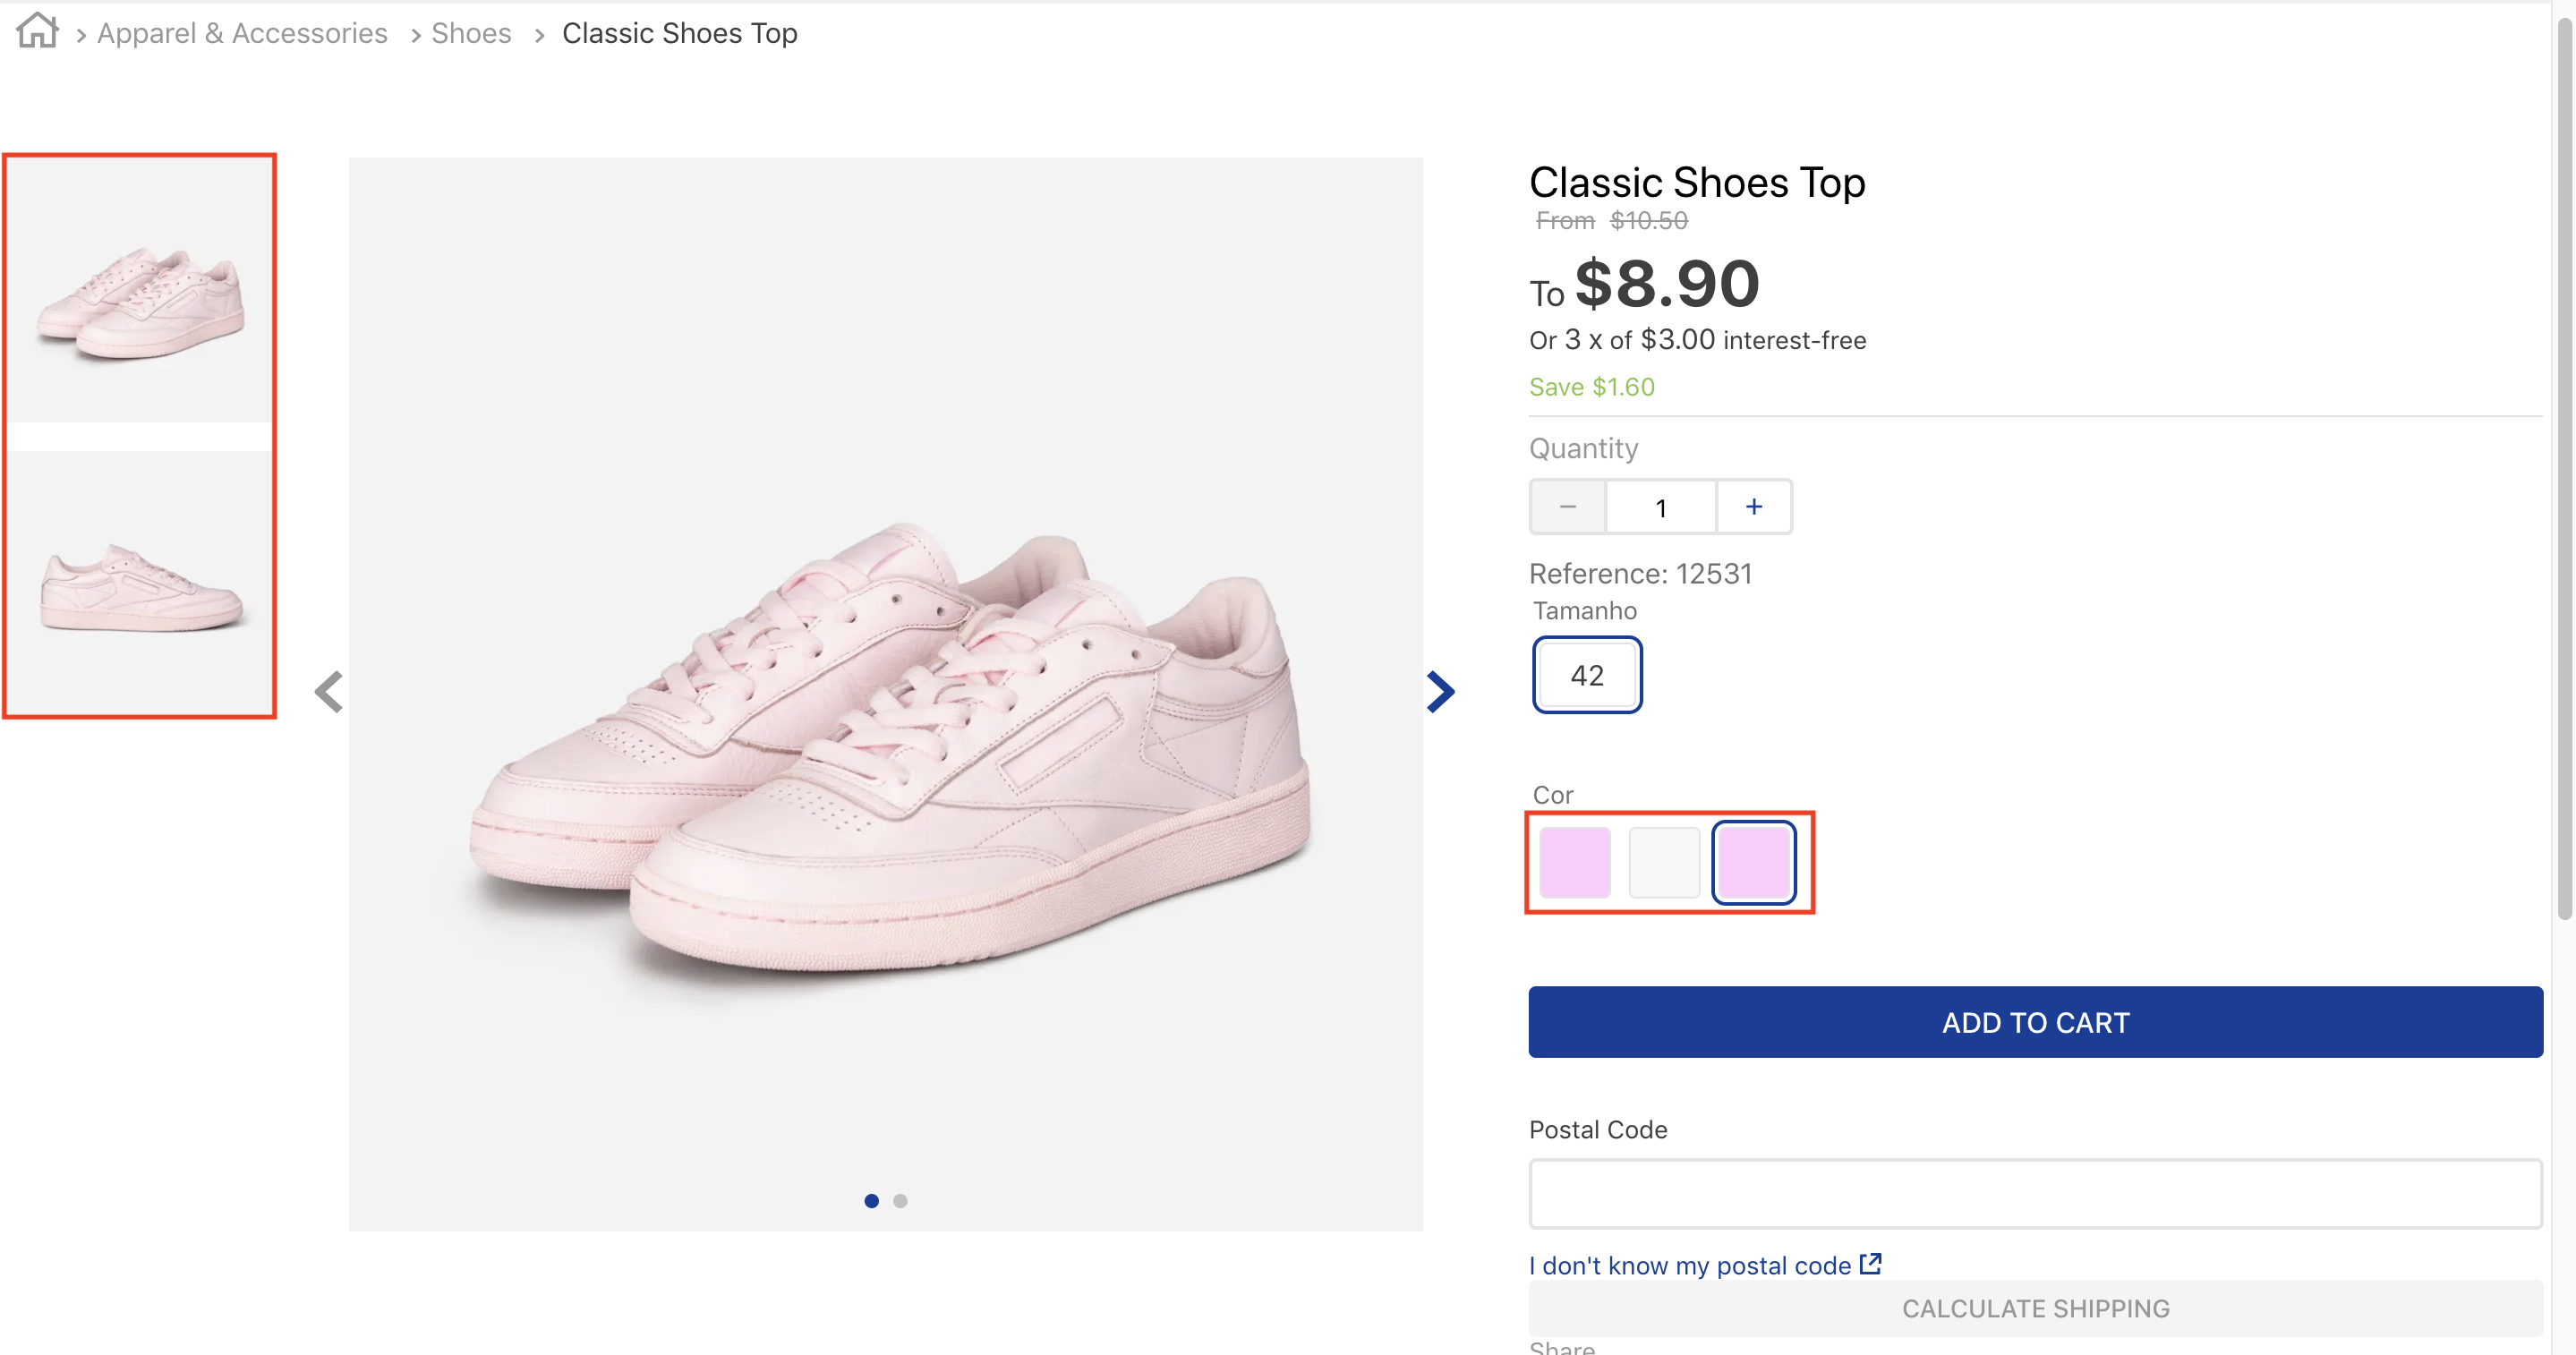 Apparel & Accessories > Shoes > Classic Shoes Top
Classic Shoes Top
From $10.50
To $8.90
Or 3 x of $3.00 interest-free
Save $1.60
Quantity
− 1 +
Reference: 12531
Tamanho
42
Cor
ADD TO CART
Postal Code
I don't know my postal code
CALCULATE SHIPPING
Share